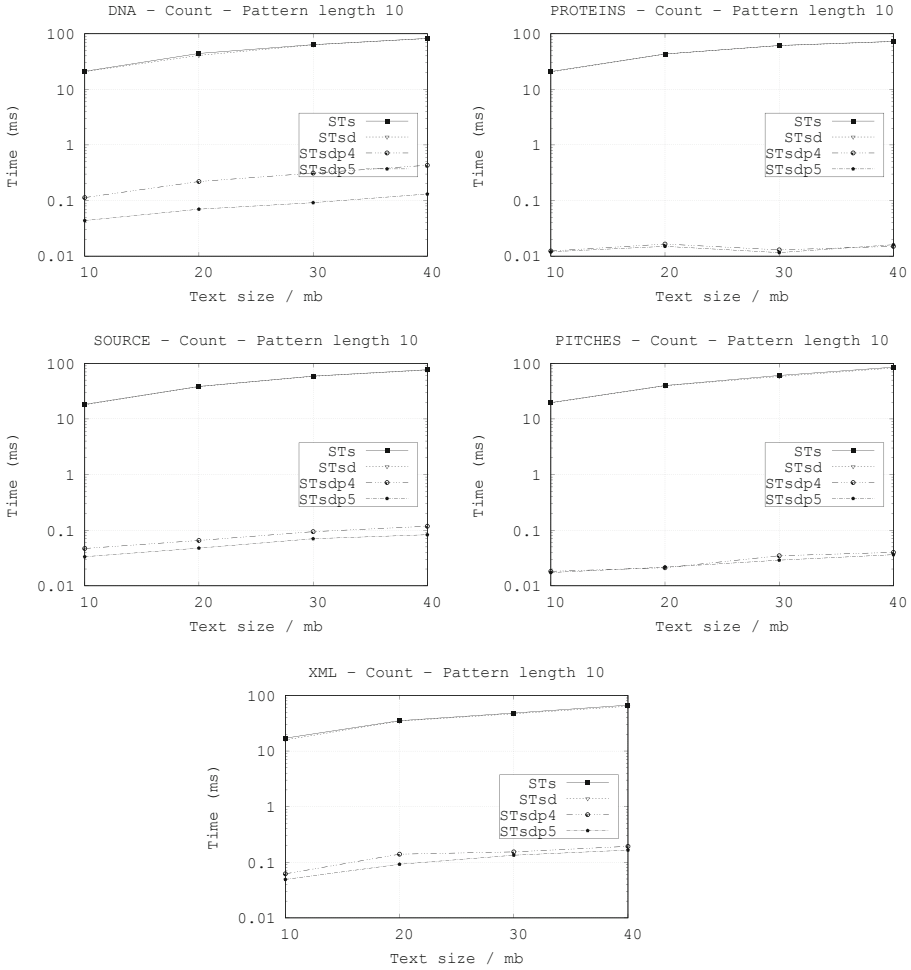 DNA - Count - Pattern length 10
100
10
1
0.1
0.01
Time (ms)
STs
STsd
STsdp4
STsdp5
10 20 30 40
Text size / mb
PROTEINS - Count - Pattern length 10
100
10
1
0.1
0.01
Time (ms)
STs
STsd
STsdp4
STsdp5
10 20 30 40
Text size / mb
SOURCE - Count - Pattern length 10
100
10
1
0.1
0.01
Time (ms)
STs
STsd
STsdp4
STsdp5
10 20 30 40
Text size / mb
PITCHES - Count - Pattern length 10
100
10
1
0.1
0.01
Time (ms)
STs
STsd
STsdp4
STsdp5
10 20 30 40
Text size / mb
XML - Count - Pattern length 10
100
10
1
0.1
0.01
Time (ms)
STs
STsd
STsdp4
STsdp5
10 20 30 40
Text size / mb